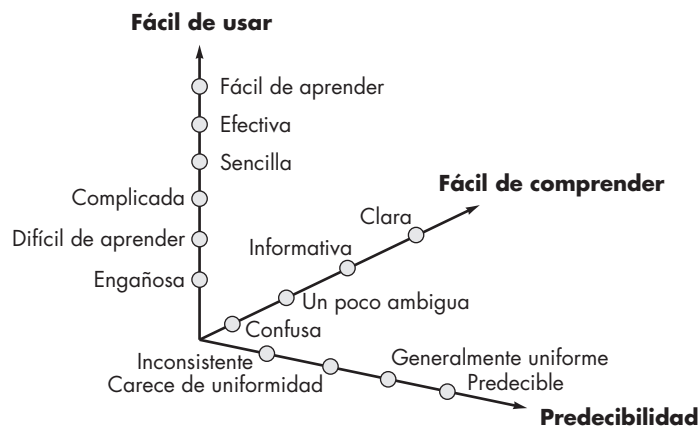 Fácil de usar
Fácil de aprender
Efectiva
Sencilla
Complicada
Difícil de aprender
Engañosa
Fácil de comprender
Clara
Informativa
Un poco ambigua
Confusa
Inconsistente
Carece de uniformidad
Generalmente uniforme
Predecible
Predecibilidad